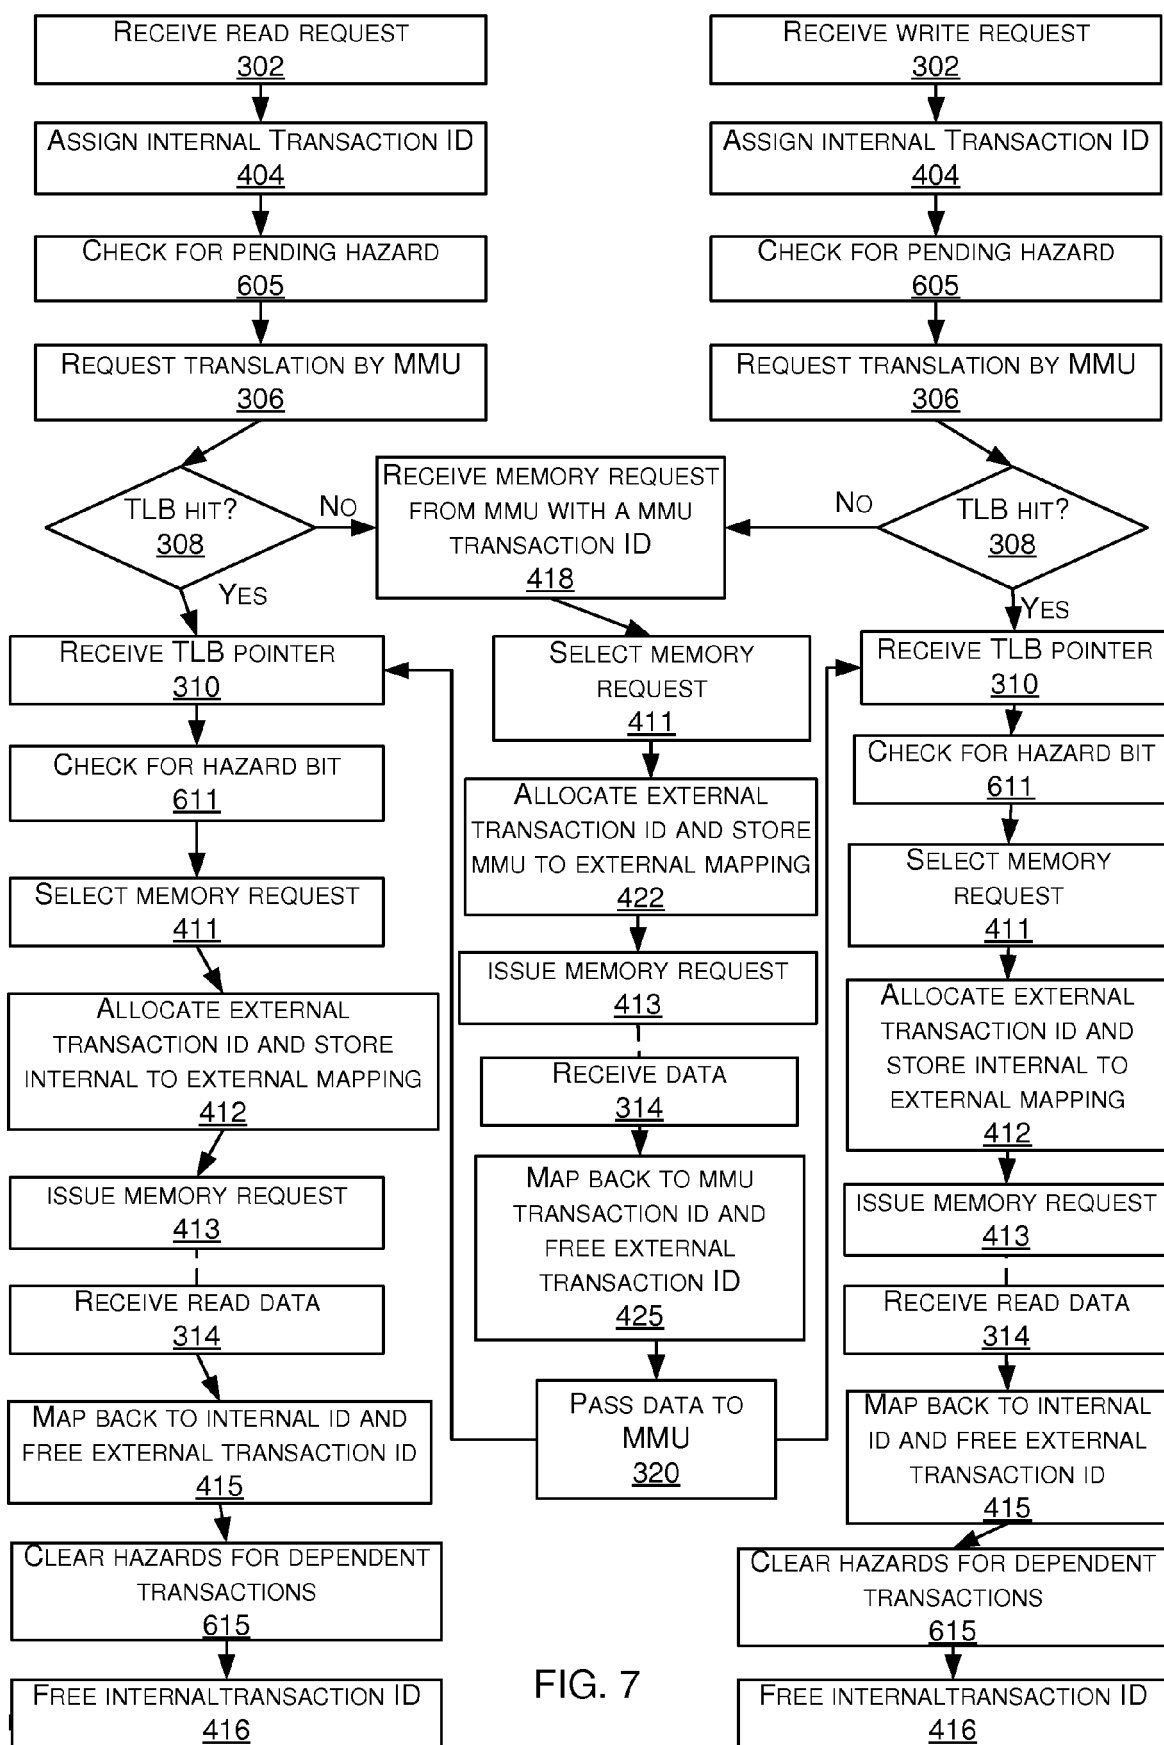 RECEIVE READ REQUEST
302
ASSIGN INTERNAL TRANSACTION ID
404
CHECK FOR PENDING HAZARD
605
REQUEST TRANSLATION BY MMU
306
TLB HIT?
308
NO
YES
RECEIVE TLB POINTER
310
CHECK FOR HAZARD BIT
611
SELECT MEMORY REQUEST
411
ALLOCATE EXTERNAL
TRANSACTION ID AND STORE
INTERNAL TO EXTERNAL MAPPING
412
ISSUE MEMORY REQUEST
413
RECEIVE READ DATA
314
MAP BACK TO INTERNAL ID AND
FREE EXTERNAL TRANSACTION ID
415
CLEAR HAZARDS FOR DEPENDENT
TRANSACTIONS
615
FREE INTERNALTRANSACTION ID
416
RECEIVE MEMORY REQUEST
FROM MMU WITH A MMU
TRANSACTION ID
418
SELECT MEMORY
REQUEST
411
ALLOCATE EXTERNAL
TRANSACTION ID AND STORE
MMU TO EXTERNAL MAPPING
422
ISSUE MEMORY REQUEST
413
RECEIVE DATA
314
MAP BACK TO MMU
TRANSACTION ID AND
FREE EXTERNAL
TRANSACTION ID
425
PASS DATA TO
MMU
320
RECEIVE WRITE REQUEST
302
ASSIGN INTERNAL TRANSACTION ID
404
CHECK FOR PENDING HAZARD
605
REQUEST TRANSLATION BY MMU
306
TLB HIT?
308
NO
YES
RECEIVE TLB POINTER
310
CHECK FOR HAZARD BIT
611
SELECT MEMORY
REQUEST
411
ALLOCATE EXTERNAL
TRANSACTION ID AND
STORE INTERNAL TO
EXTERNAL MAPPING
412
ISSUE MEMORY REQUEST
413
RECEIVE READ DATA
314
MAP BACK TO INTERNAL
ID AND FREE EXTERNAL
TRANSACTION ID
415
CLEAR HAZARDS FOR DEPENDENT
TRANSACTIONS
615
FREE INTERNALTRANSACTION ID
416
FIG. 7